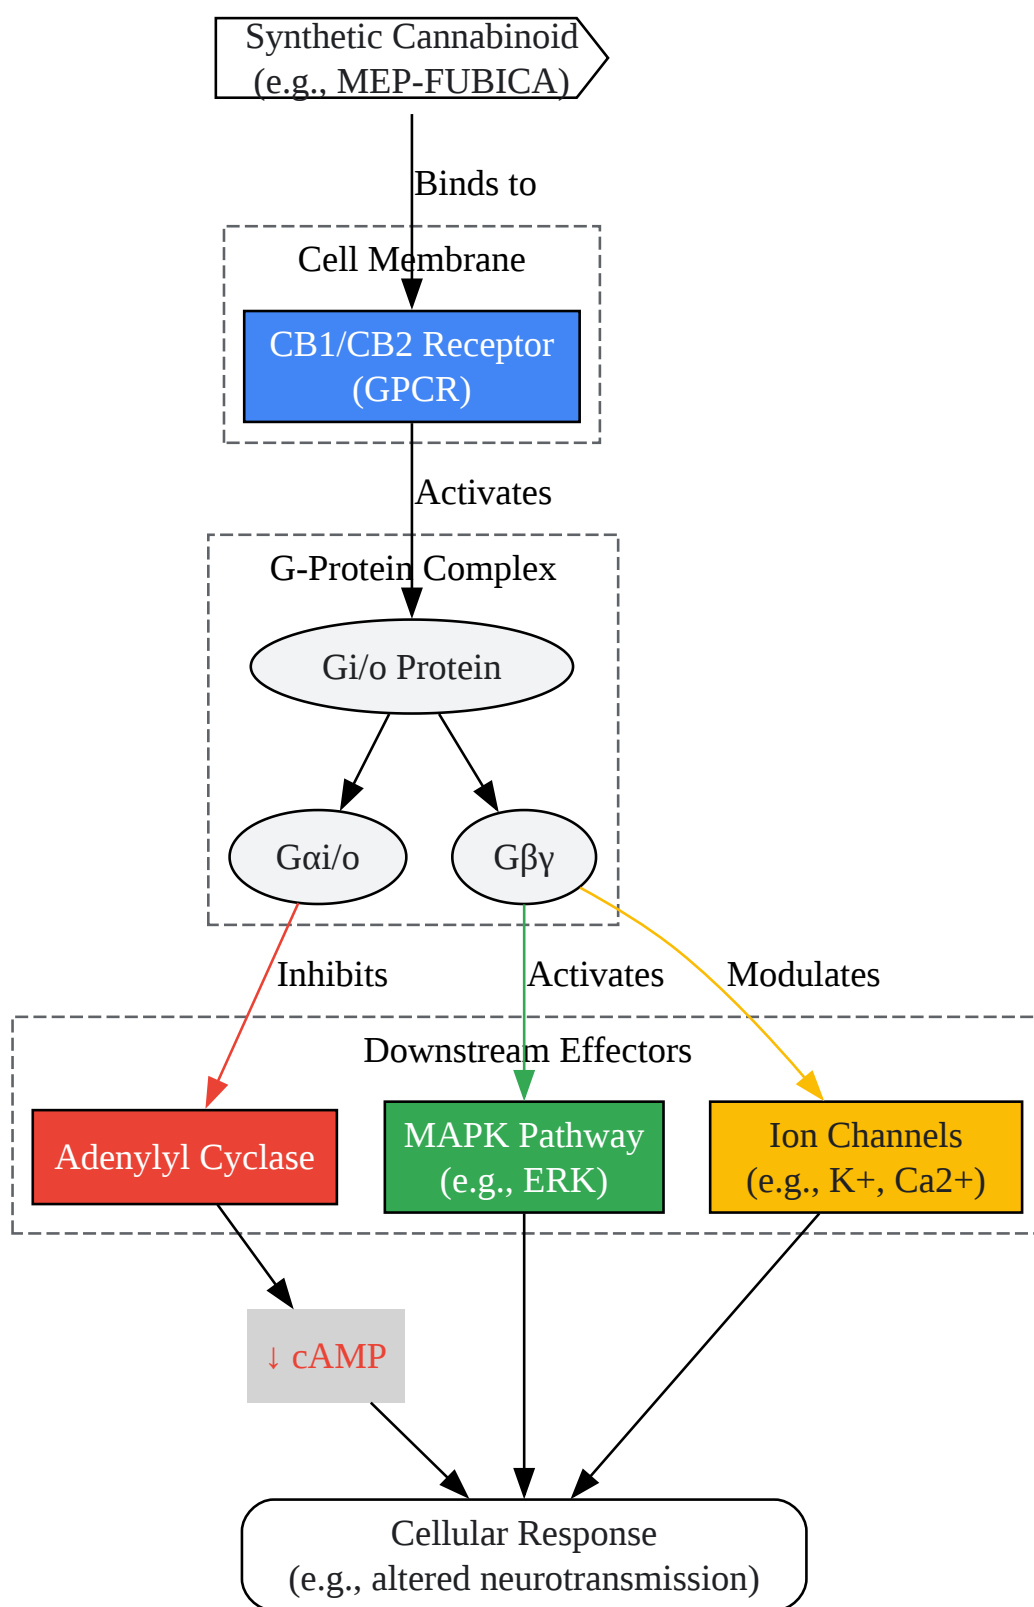 Synthetic Cannabinoid
(e.g., MEP-FUBICA)
Binds to
Cell Membrane
CB1/CB2 Receptor
(GPCR)
Activates
G-Protein Complex
Gi/o Protein
Gαi/o
Gβγ
Inhibits
Activates
Modulates
Downstream Effectors
Adenylyl Cyclase
MAPK Pathway
(e.g., ERK)
Ion Channels
(e.g., K+, Ca2+)
↓ cAMP
Cellular Response
(e.g., altered neurotransmission)